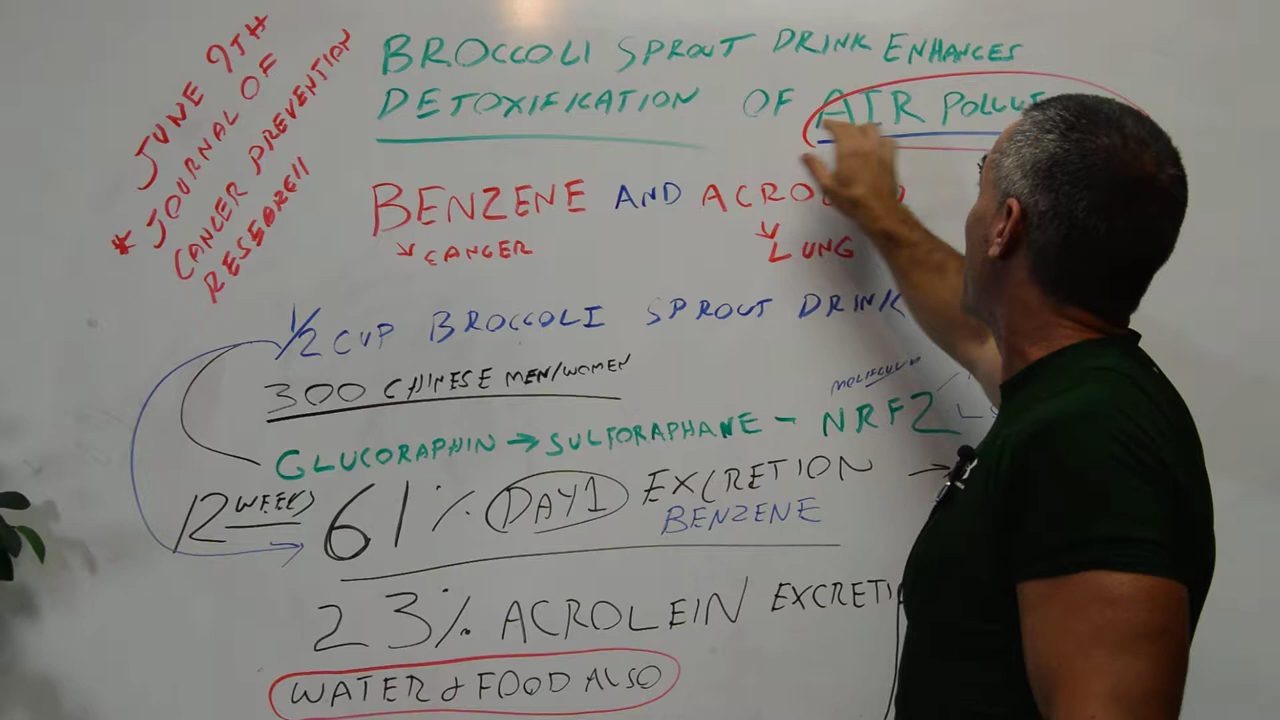 JUNE 9TH
* JOURNAL OF
CANCER PREVENTION
RESEARCH
BROCCOLI SPROUT DRINK ENHANCES
DETOXIFICATION OF AIR
BENZENE AND
CANCER
LUNG
1/2 CUP BROCCOLI SPROUT DRINK
300 CHINESE MEN/WOMEN
GLUCORAPHIN → SULFORAPHANE - NRF2
12 WEEKS 61% DAY 1 EXCRETION
BENZENE
23% ACROLEIN
WATER & FOOD ALSO